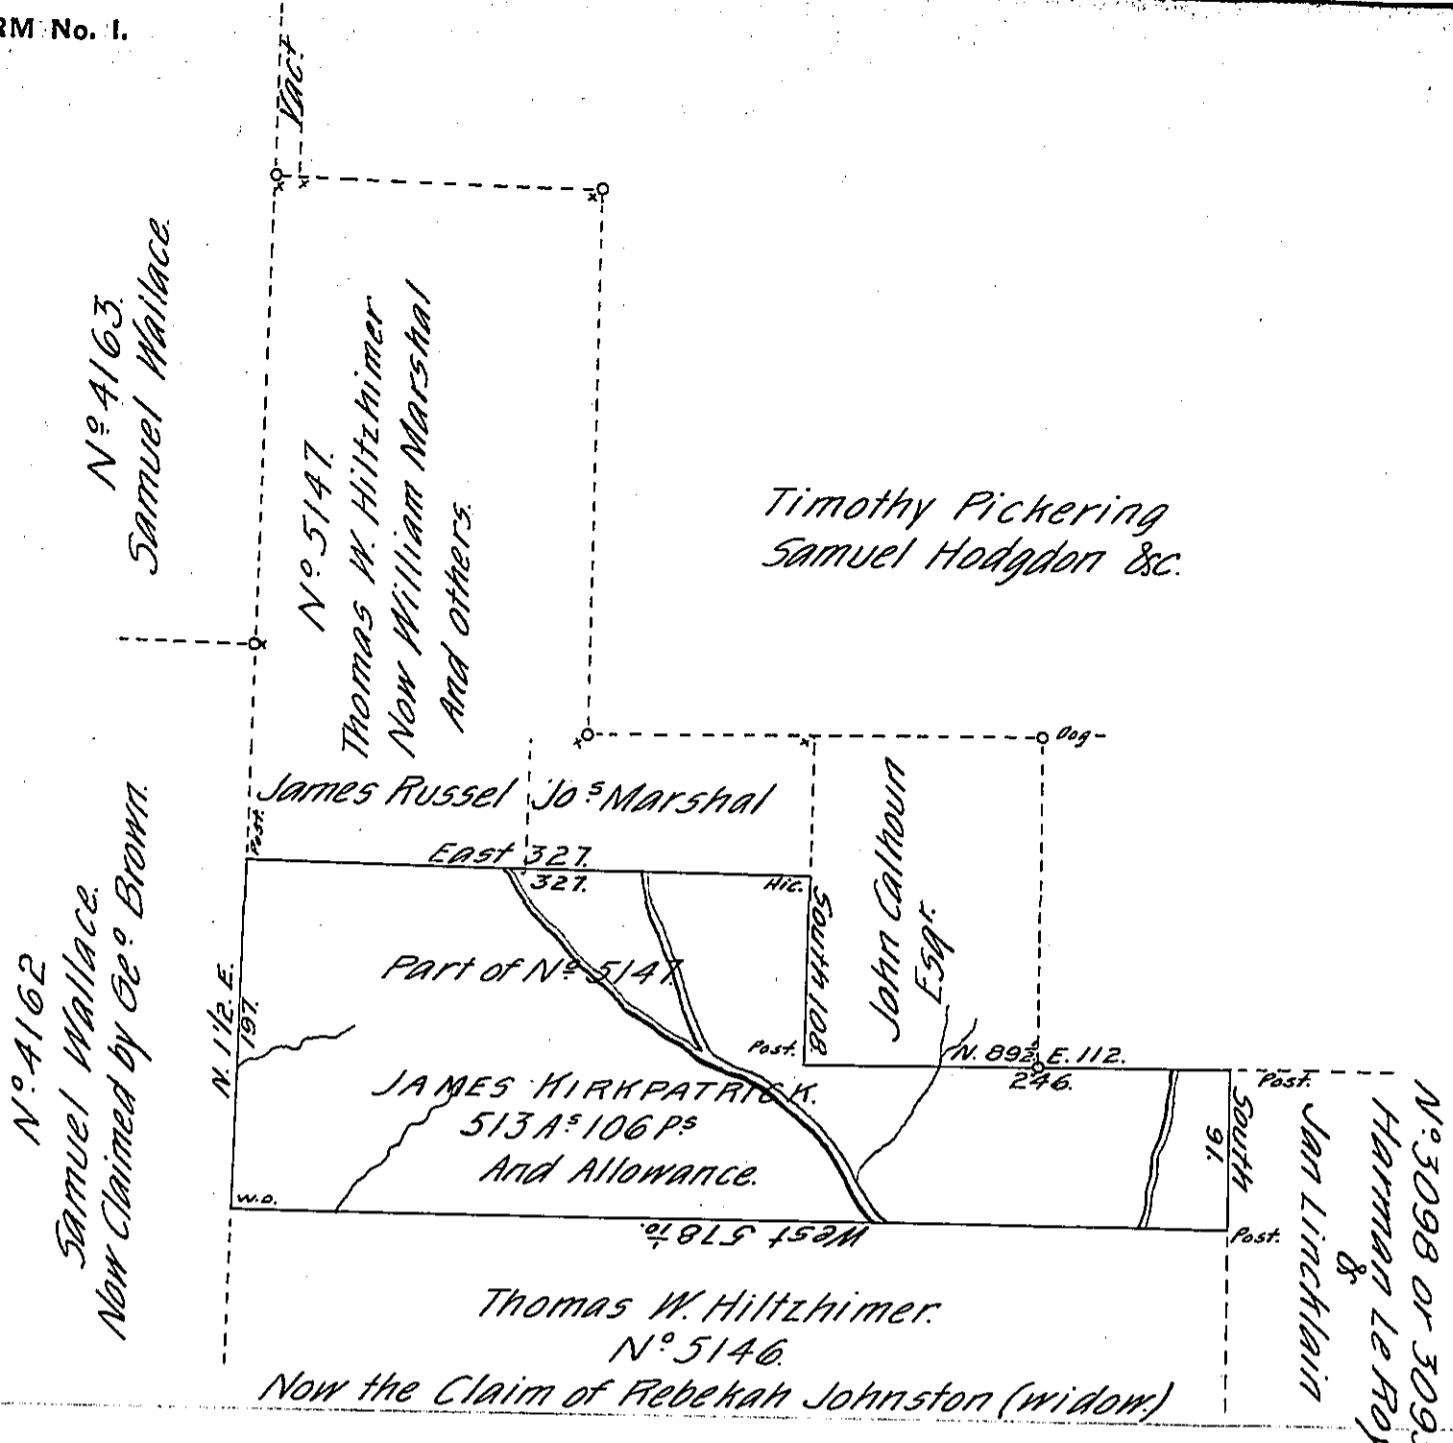 RM No. 1.
Vact.
Nº 4163.
Samuel Wallace.
Nº 5147.
Thomas W. Hiltzhimer
Now William Marshal
And others.
Timothy Pickering
Samuel Hodgdon &c.
Dog-
James Russel
Joˢ Marshal
Post.
East 327.
327.
Hic.
South 108
John Calhoun
Esqr.
Nº 4162
Samuel Wallace.
Now Claimed by Geº Brown.
N. 1½ E.
197.
Part of Nº 5147.
Post.
N. 89½ E. 112.
246.
Post.
JAMES KIRKPATRICK.
513 Aˢ 106 Pˢ
And Allowance.
South
91.
W.O.
West 578 ⁵⁄₁₀.
Post.
Nº 3098 or 309
Harman Le Roy
&
Jan Lincklain
Thomas W. Hiltzhimer.
Nº 5146.
Now the Claim of Rebekah Johnston (widow.)